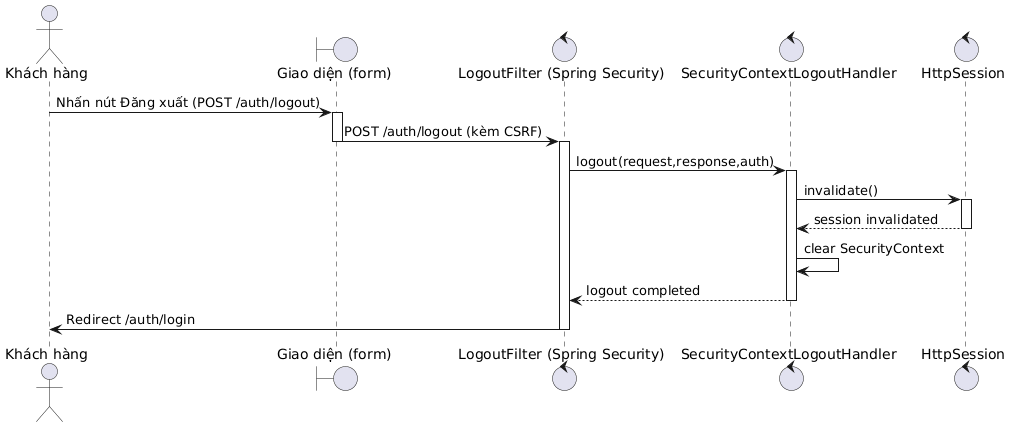 Khách hàng
Giao diện (form)
LogoutFilter (Spring Security)
SecurityContextLogoutHandler
HttpSession
Nhấn nút Đăng xuất (POST /auth/logout)
POST /auth/logout (kèm CSRF)
logout(request,response,auth)
invalidate()
session invalidated
clear SecurityContext
logout completed
Redirect /auth/login
Khách hàng
Giao diện (form)
LogoutFilter (Spring Security)
SecurityContextLogoutHandler
HttpSession